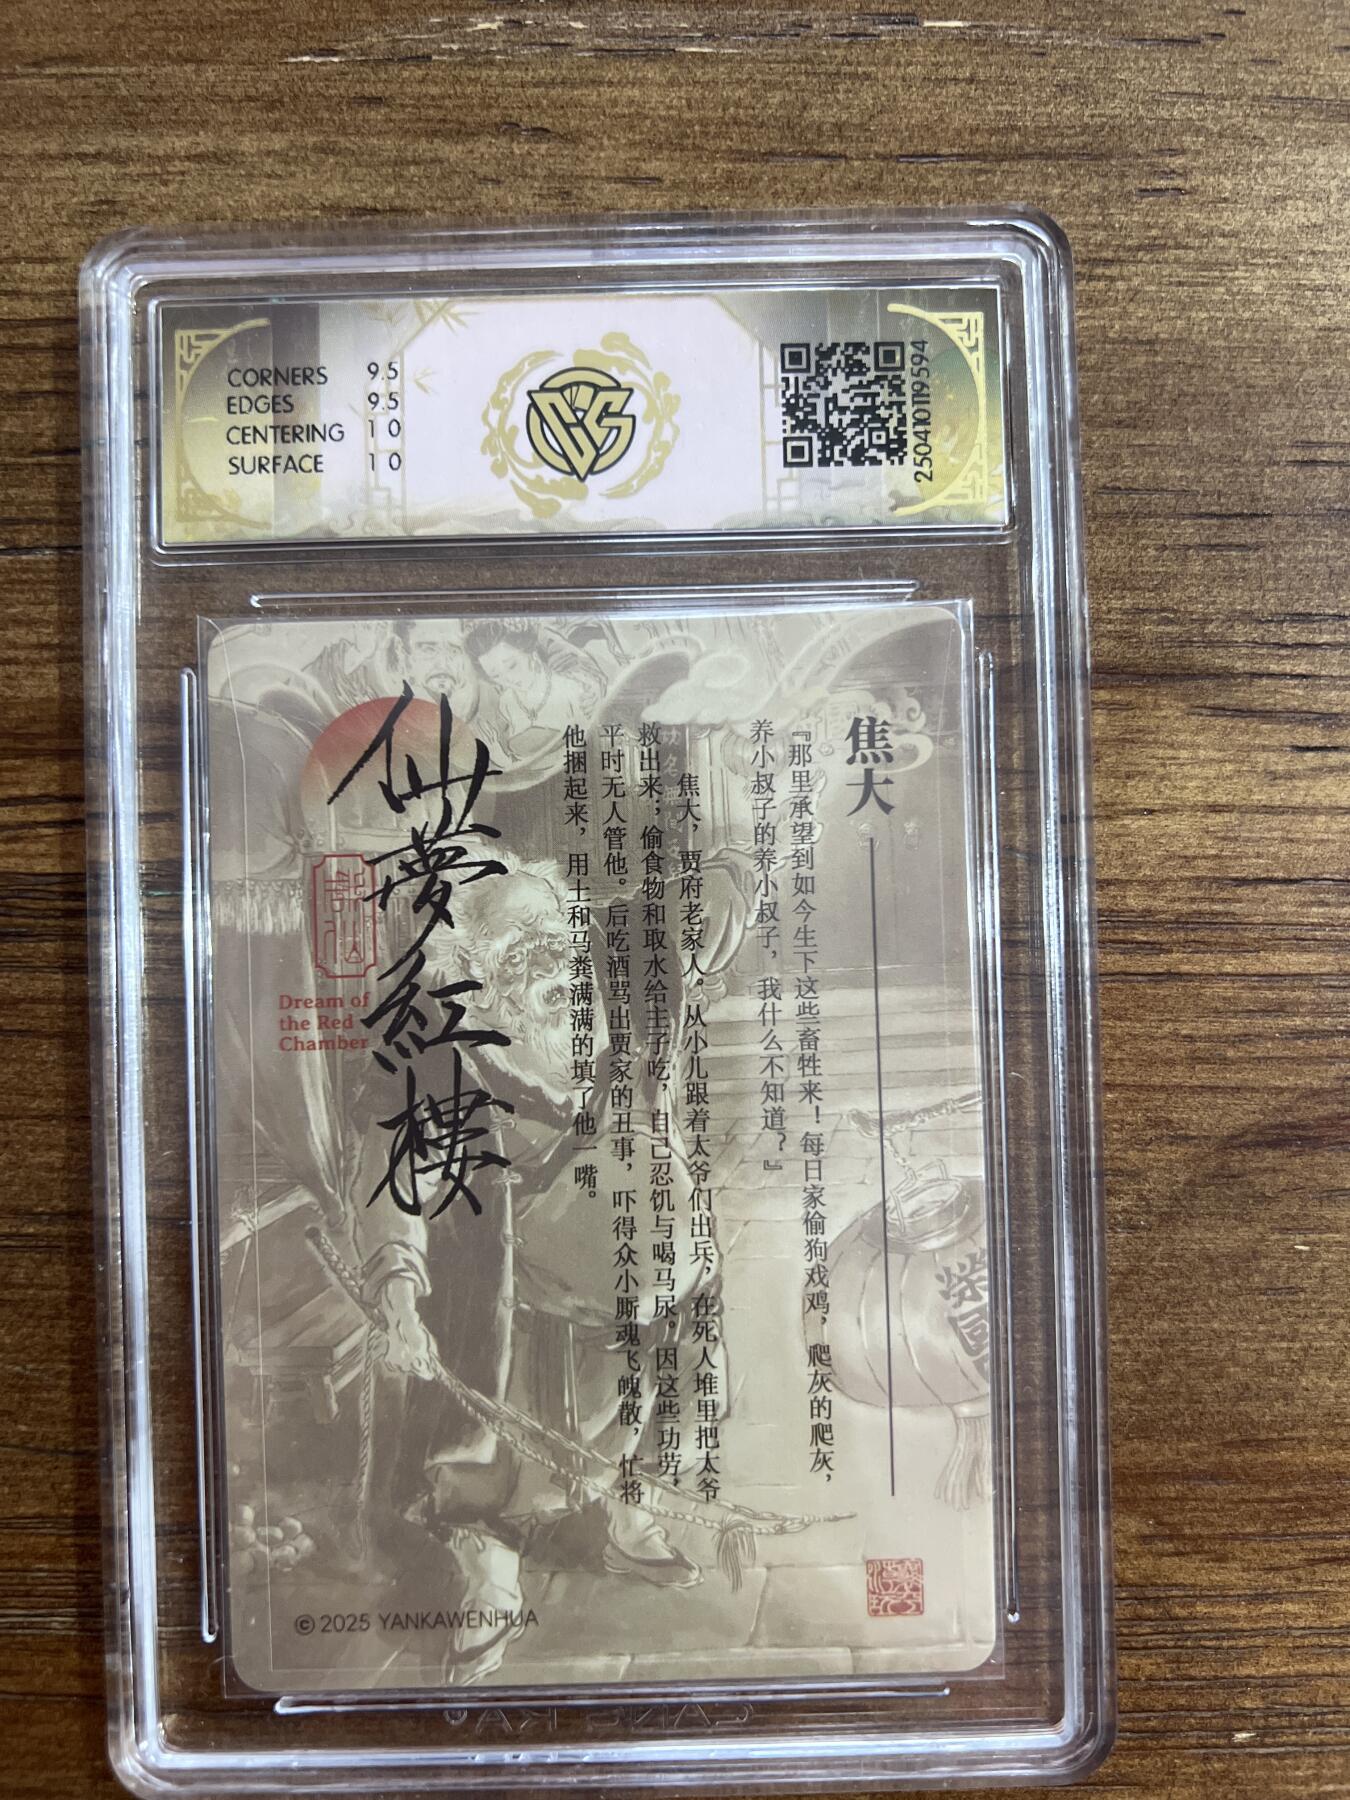 CORNERS 9.5
EDGES 9.5
CENTERING 10
SURFACE 10
CCS
250410119594
焦大
『那里承望到如今生下这些畜牲来！每日家偷狗戏鸡，爬灰的爬灰，
养小叔子的养小叔子，我什么不知道？』
焦大，贾府老家人。从小儿跟着太爷们出兵，在死人堆里把太爷
救出来；偷食物和取水给主子吃，自己忍饥与喝马尿。因这些功劳，
平时无人管他。后吃酒骂出贾家的丑事，吓得众小厮魂飞魄散，忙将
他捆起来，用土和马粪满满的填了他一嘴。
仙夢紅樓
Dream of
the Red
Chamber
榮國
© 2025 YANKAWENHUA